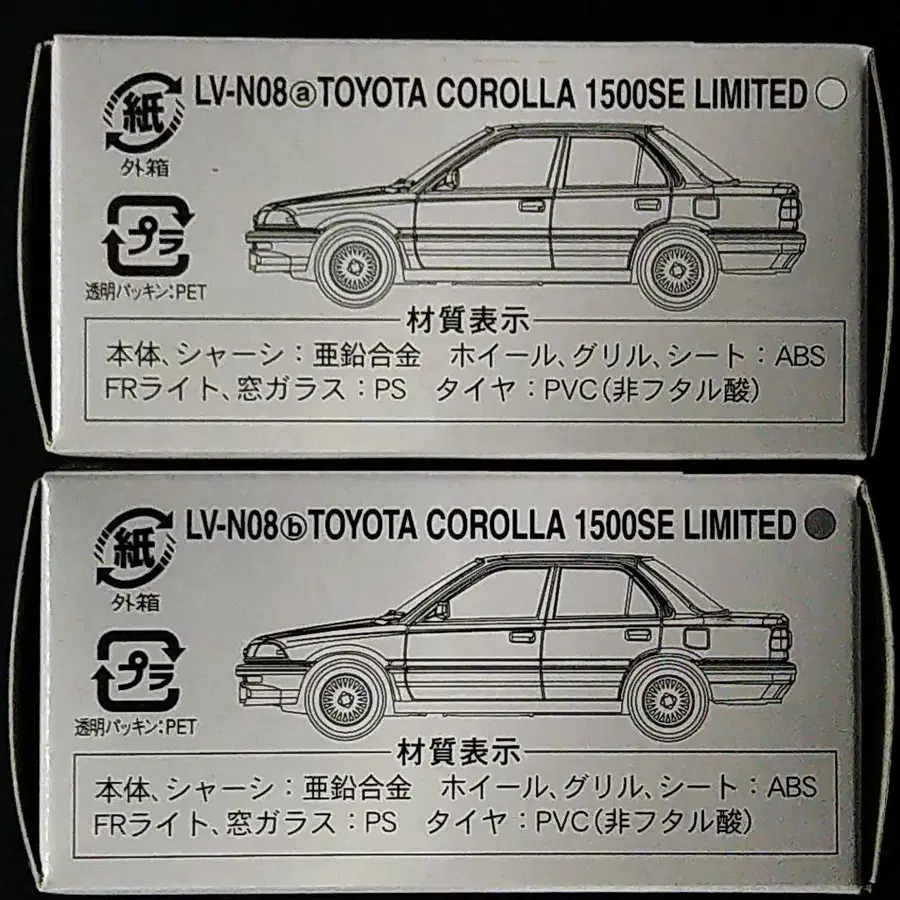 LV-N08ⓐTOYOTA COROLLA 1500SE LIMITED
紙
外箱
プラ
透明パッキン:PET
材質表示
本体、シャーシ:亜鉛合金 ホイール、グリル、シート:ABS
FRライト、窓ガラス:PS タイヤ:PVC(非フタル酸)
LV-N08ⓑTOYOTA COROLLA 1500SE LIMITED
紙
外箱
プラ
透明パッキン:PET
材質表示
本体、シャーシ:亜鉛合金 ホイール、グリル、シート:ABS
FRライト、窓ガラス:PS タイヤ:PVC(非フタル酸)